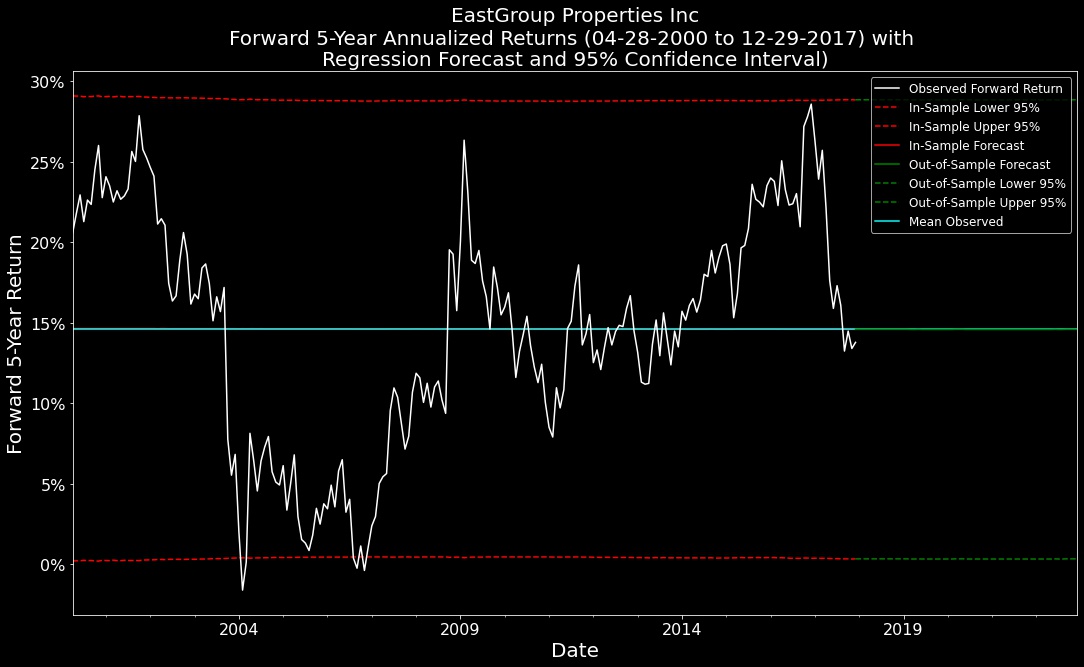 EastGroup Properties Inc
Forward 5-Year Annualized Returns (04-28-2000 to 12-29-2017) with
Regression Forecast and 95% Confidence Interval)
30%
25%
20%
15%
10%
5%
0%
Forward 5-Year Return
Observed Forward Return
In-Sample Lower 95%
In-Sample Upper 95%
In-Sample Forecast
Out-of-Sample Forecast
Out-of-Sample Lower 95%
Out-of-Sample Upper 95%
Mean Observed
2004
2009
2014
2019
Date